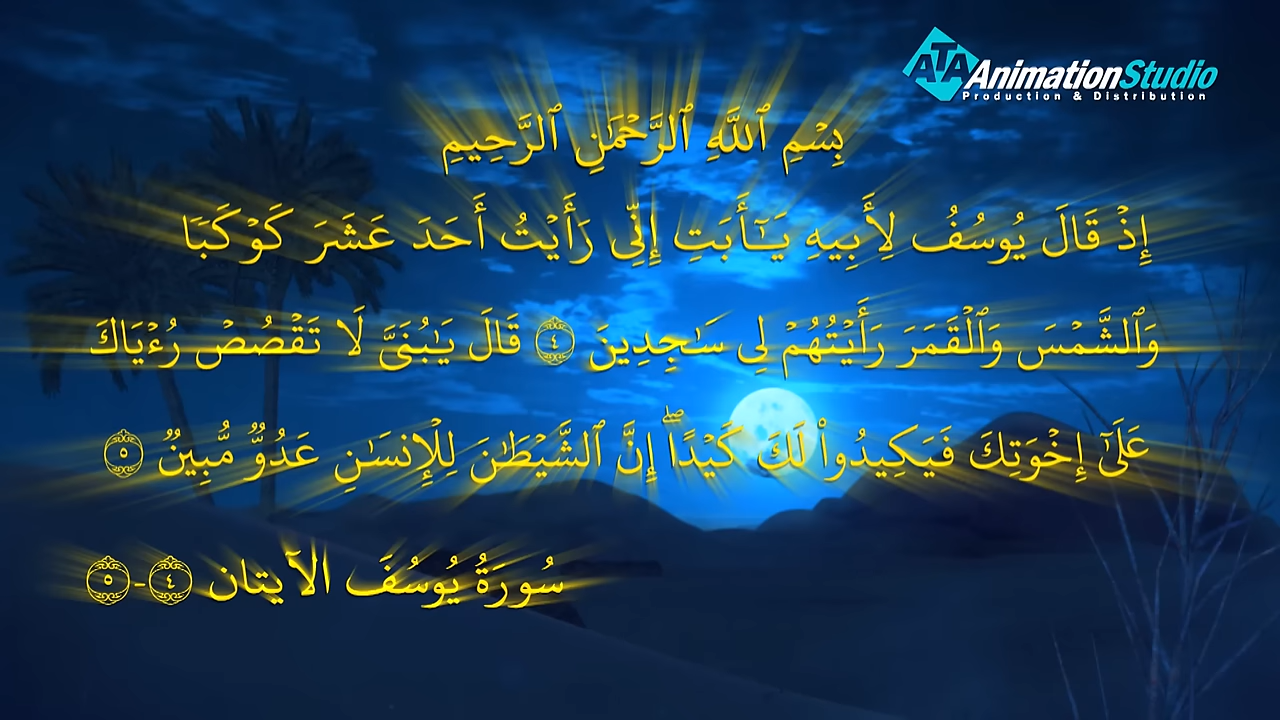 ATA AnimationStudio
Production & Distribution
بِسْمِ ٱللَّهِ ٱلرَّحْمَٰنِ ٱلرَّحِيمِ
إِذْ قَالَ يُوسُفُ لِأَبِيهِ يَـٰٓأَبَتِ إِنِّى رَأَيْتُ أَحَدَ عَشَرَ كَوْكَبًا
وَٱلشَّمْسَ وَٱلْقَمَرَ رَأَيْتُهُمْ لِى سَـٰجِدِينَ ٤ قَالَ يَـٰبُنَىَّ لَا تَقْصُصْ رُءْيَاكَ
عَلَىٰٓ إِخْوَتِكَ فَيَكِيدُوا۟ لَكَ كَيْدًا ۖ إِنَّ ٱلشَّيْطَـٰنَ لِلْإِنسَـٰنِ عَدُوٌّ مُّبِينٌ ٥
سُورَةُ يُوسُفَ الآيتان ٤-٥